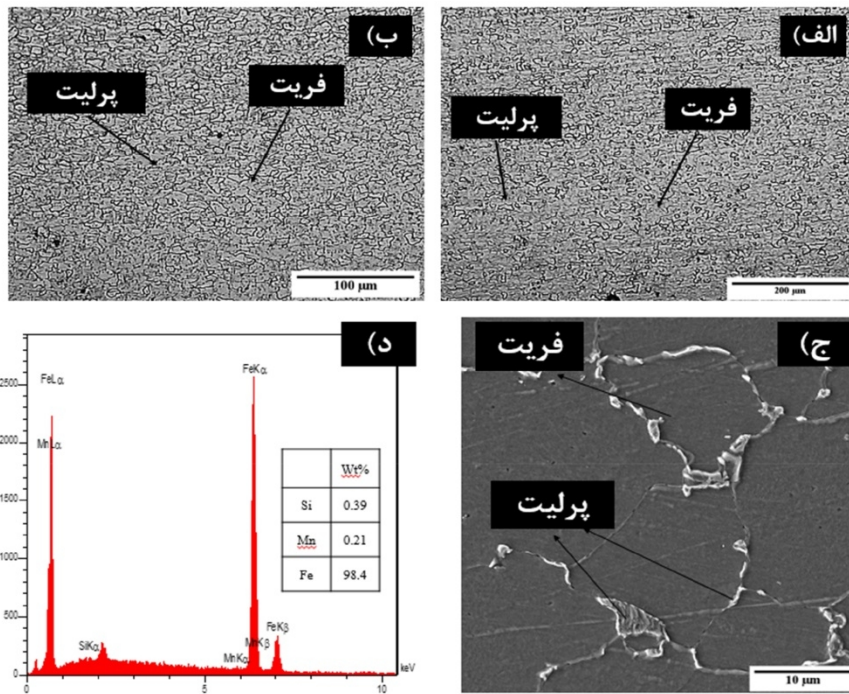 الف)
فریت
پرلیت
200 µm
ب)
فریت
پرلیت
100 µm
ج)
فریت
پرلیت
10 µm
د)
2500
2000
1500
1000
500
0
0
5
10
keV
FeLα
MnLα
SiKα
FeKα
MnKα
MnKβ
FeKβ
Wt%
Si 0.39
Mn 0.21
Fe 98.4